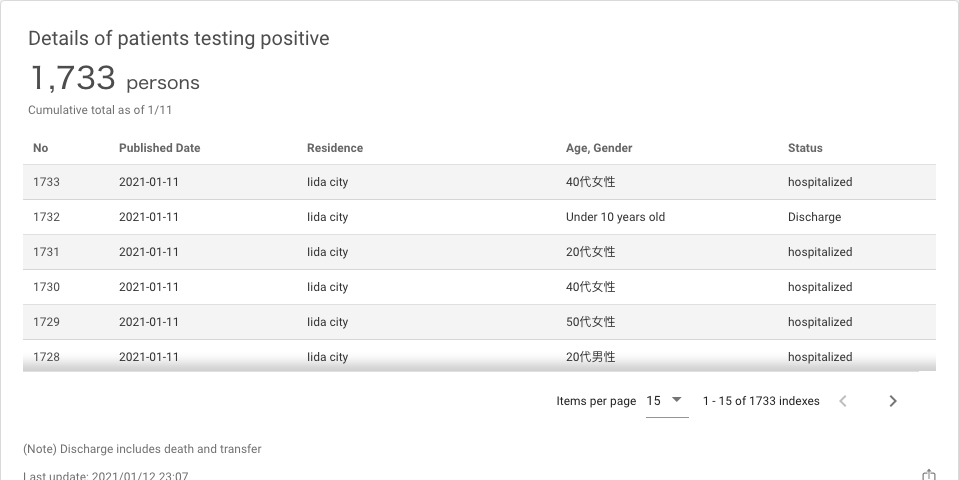 Details of patients testing positive
1,733 persons
Cumulative total as of 1/11
No Published Date Residence Age, Gender Status
1733 2021-01-11 Iida city 40代女性 hospitalized
1732 2021-01-11 Iida city Under 10 years old Discharge
1731 2021-01-11 Iida city 20代女性 hospitalized
1730 2021-01-11 Iida city 40代女性 hospitalized
1729 2021-01-11 Iida city 50代女性 hospitalized
1728 2021-01-11 Iida city 20代男性 hospitalized
Items per page 15 1 - 15 of 1733 indexes
(Note) Discharge includes death and transfer
Last update: 2021/01/12 23:07